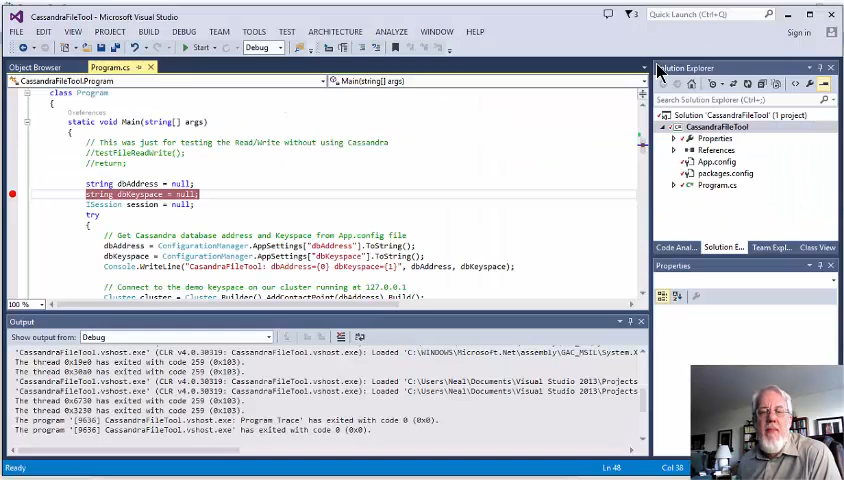 CassandraFileTool - Microsoft Visual Studio
3
Quick Launch (Ctrl+Q)
FILE EDIT VIEW PROJECT BUILD DEBUG TEAM TOOLS TEST ARCHITECTURE ANALYZE WINDOW HELP
Sign in
Start
Debug
Object Browser
Program.cs
CassandraFileTool.Program
Main(string[] args)
class Program
{
0 references
static void Main(string[] args)
{
// This was just for testing the Read/Write without using Cassandra
//testFileReadWrite();
//return;
string dbAddress = null;
string dbKeyspace = null;
ISession session = null;
try
{
// Get Cassandra database address and Keyspace from App.config file
dbAddress = ConfigurationManager.AppSettings["dbAddress"].ToString();
dbKeyspace = ConfigurationManager.AppSettings["dbKeyspace"].ToString();
Console.WriteLine("CasandraFileTool: dbAddress={0} dbKeyspace={1}", dbAddress, dbKeyspace);
// Connect to the demo keyspace on our cluster running at 127.0.0.1
Cluster cluster = Cluster.Builder().AddContactPoint(dbAddress).Build();
100 %
Output
Show output from:
Debug
'CassandraFileTool.vshost.exe' (CLR v4.0.30319: CassandraFileTool.vshost.exe): Loaded 'C:\WINDOWS\Microsoft.Net\assembly\GAC_MSIL\System.X
The thread 0x19e0 has exited with code 259 (0x103).
The thread 0x30a0 has exited with code 259 (0x103).
'CassandraFileTool.vshost.exe' (CLR v4.0.30319: CassandraFileTool.vshost.exe): Loaded 'C:\Users\Neal\Documents\Visual Studio 2013\Projects
'CassandraFileTool.vshost.exe' (CLR v4.0.30319: CassandraFileTool.vshost.exe): Loaded 'C:\Users\Neal\Documents\Visual Studio 2013\Projects
The thread 0x6730 has exited with code 259 (0x103).
The thread 0x3230 has exited with code 259 (0x103).
The program '[9636] CassandraFileTool.vshost.exe: Program Trace' has exited with code 0 (0x0).
The program '[9636] CassandraFileTool.vshost.exe' has exited with code 0 (0x0).
Ready
Ln 48
Col 38
Solution Explorer
Search Solution Explorer (Ctrl+;)
Solution 'CassandraFileTool' (1 project)
CassandraFileTool
Properties
References
App.config
packages.config
Program.cs
Code Anal...
Solution E...
Team Expl...
Class View
Properties